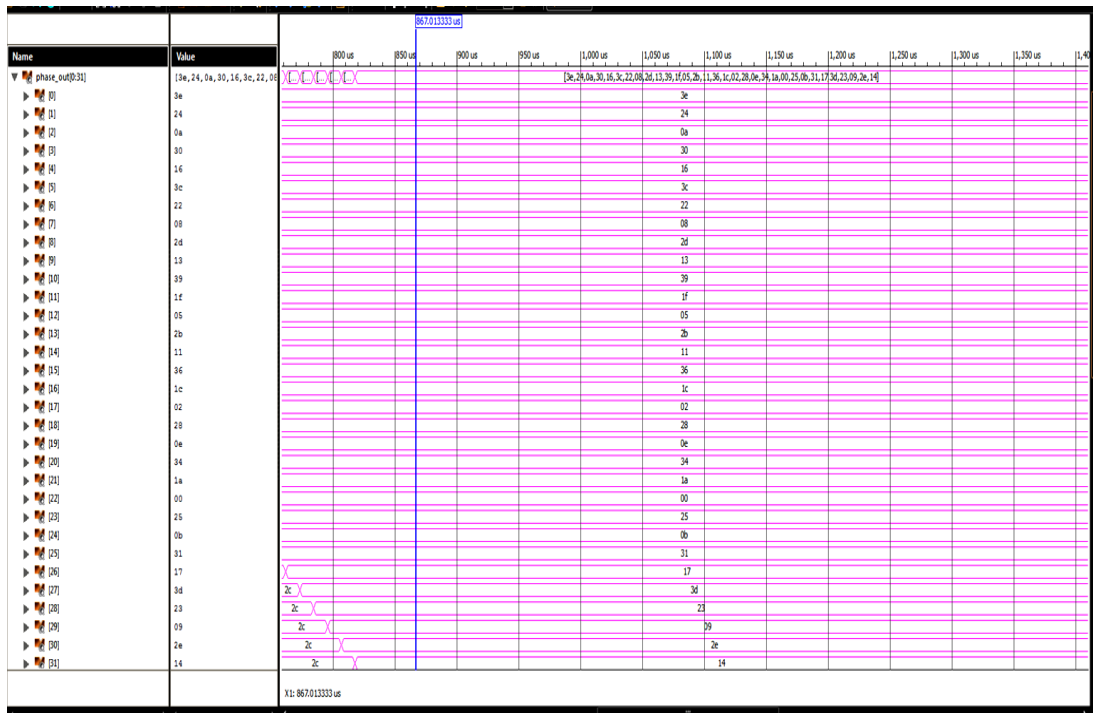 867.013333 us
Name Value |800 us |850 us |900 us |950 us |1,000 us |1,050 us |1,100 us |1,150 us |1,200 us |1,250 us |1,300 us |1,350 us |1,40
phase_out[0:31] [3e,24,0a,30,16,3c,22,08 [... [... [... [... [... [3e,24,0a,30,16,3c,22,08,2d,13,39,1f,05,2b,11,36,1c,02,28,0e,34,1a,00,25,0b,31,17,3d,23,09,2e,14]
[0] 3e 3e
[1] 24 24
[2] 0a 0a
[3] 30 30
[4] 16 16
[5] 3c 3c
[6] 22 22
[7] 08 08
[8] 2d 2d
[9] 13 13
[10] 39 39
[11] 1f 1f
[12] 05 05
[13] 2b 2b
[14] 11 11
[15] 36 36
[16] 1c 1c
[17] 02 02
[18] 28 28
[19] 0e 0e
[20] 34 34
[21] 1a 1a
[22] 00 00
[23] 25 25
[24] 0b 0b
[25] 31 31
[26] 17 17
[27] 3d 2c 3d
[28] 23 2c 23
[29] 09 2c 09
[30] 2e 2c 2e
[31] 14 2c 14
X1: 867.013333 us